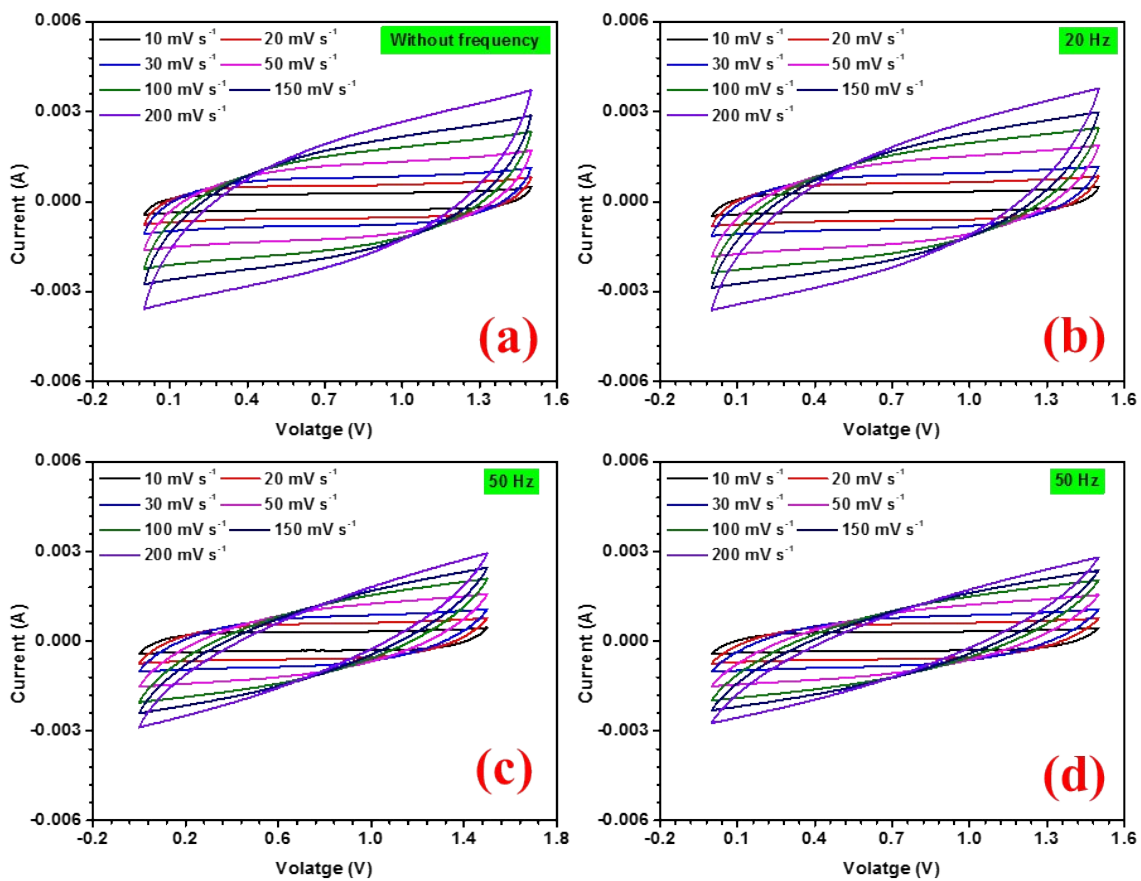 0.006
10 mV s⁻¹ 20 mV s⁻¹ Without frequency
30 mV s⁻¹ 50 mV s⁻¹
100 mV s⁻¹ 150 mV s⁻¹
200 mV s⁻¹
0.003
0.000
-0.003
-0.006
Current (A)
(a)
-0.2 0.1 0.4 0.7 1.0 1.3 1.6
Volatge (V)
0.006
10 mV s⁻¹ 20 mV s⁻¹ 20 Hz
30 mV s⁻¹ 50 mV s⁻¹
100 mV s⁻¹ 150 mV s⁻¹
200 mV s⁻¹
0.003
0.000
-0.003
-0.006
Current (A)
(b)
-0.2 0.1 0.4 0.7 1.0 1.3 1.6
Volatge (V)
0.006
10 mV s⁻¹ 20 mV s⁻¹ 50 Hz
30 mV s⁻¹ 50 mV s⁻¹
100 mV s⁻¹ 150 mV s⁻¹
200 mV s⁻¹
0.003
0.000
-0.003
-0.006
Current (A)
(c)
-0.2 0.2 0.6 1.0 1.4 1.8
Volatge (V)
0.006
10 mV s⁻¹ 20 mV s⁻¹ 50 Hz
30 mV s⁻¹ 50 mV s⁻¹
100 mV s⁻¹ 150 mV s⁻¹
200 mV s⁻¹
0.003
0.000
-0.003
-0.006
Current (A)
(d)
-0.2 0.1 0.4 0.7 1.0 1.3 1.6
Volatge (V)